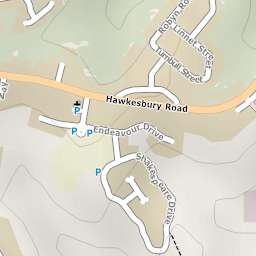 Robyn Ro
Linnet Street
Turnbull Street
Hawkesbury Road
P
Endeavour Drive
P P
Shakespeare Drive
P